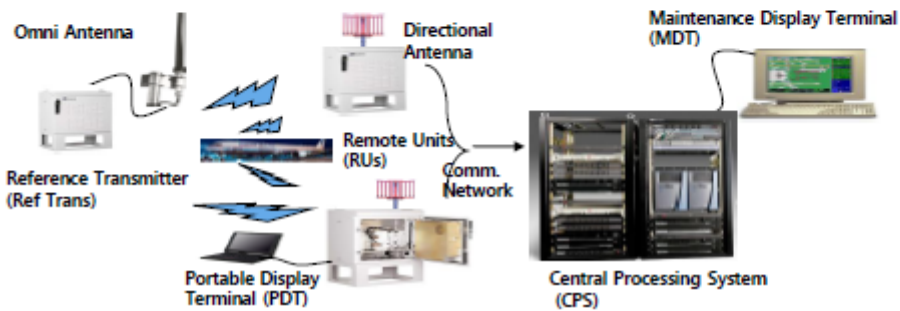 Omni Antenna
Directional
Antenna
Maintenance Display Terminal
(MDT)
Reference Transmitter
(Ref Trans)
Remote Units
(RUs)
Comm.
Network
Portable Display
Terminal (PDT)
Central Processing System
(CPS)